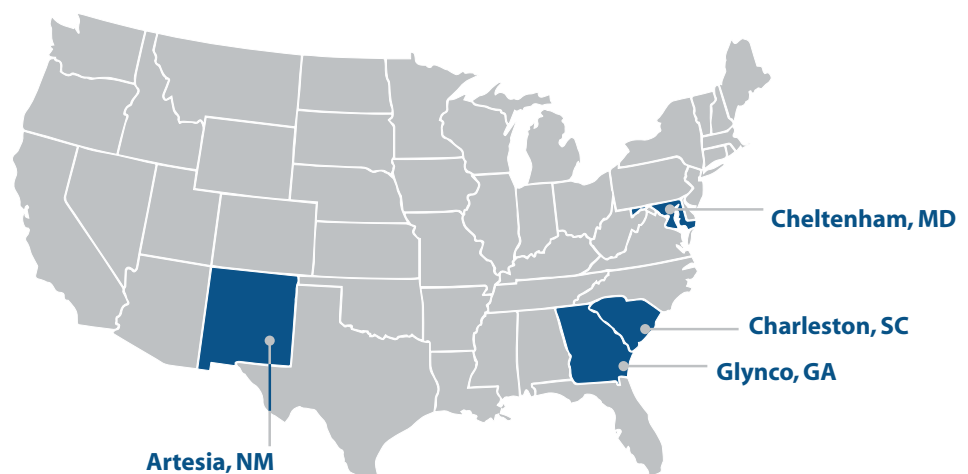 Cheltenham, MD
Charleston, SC
Glynco, GA
Artesia, NM